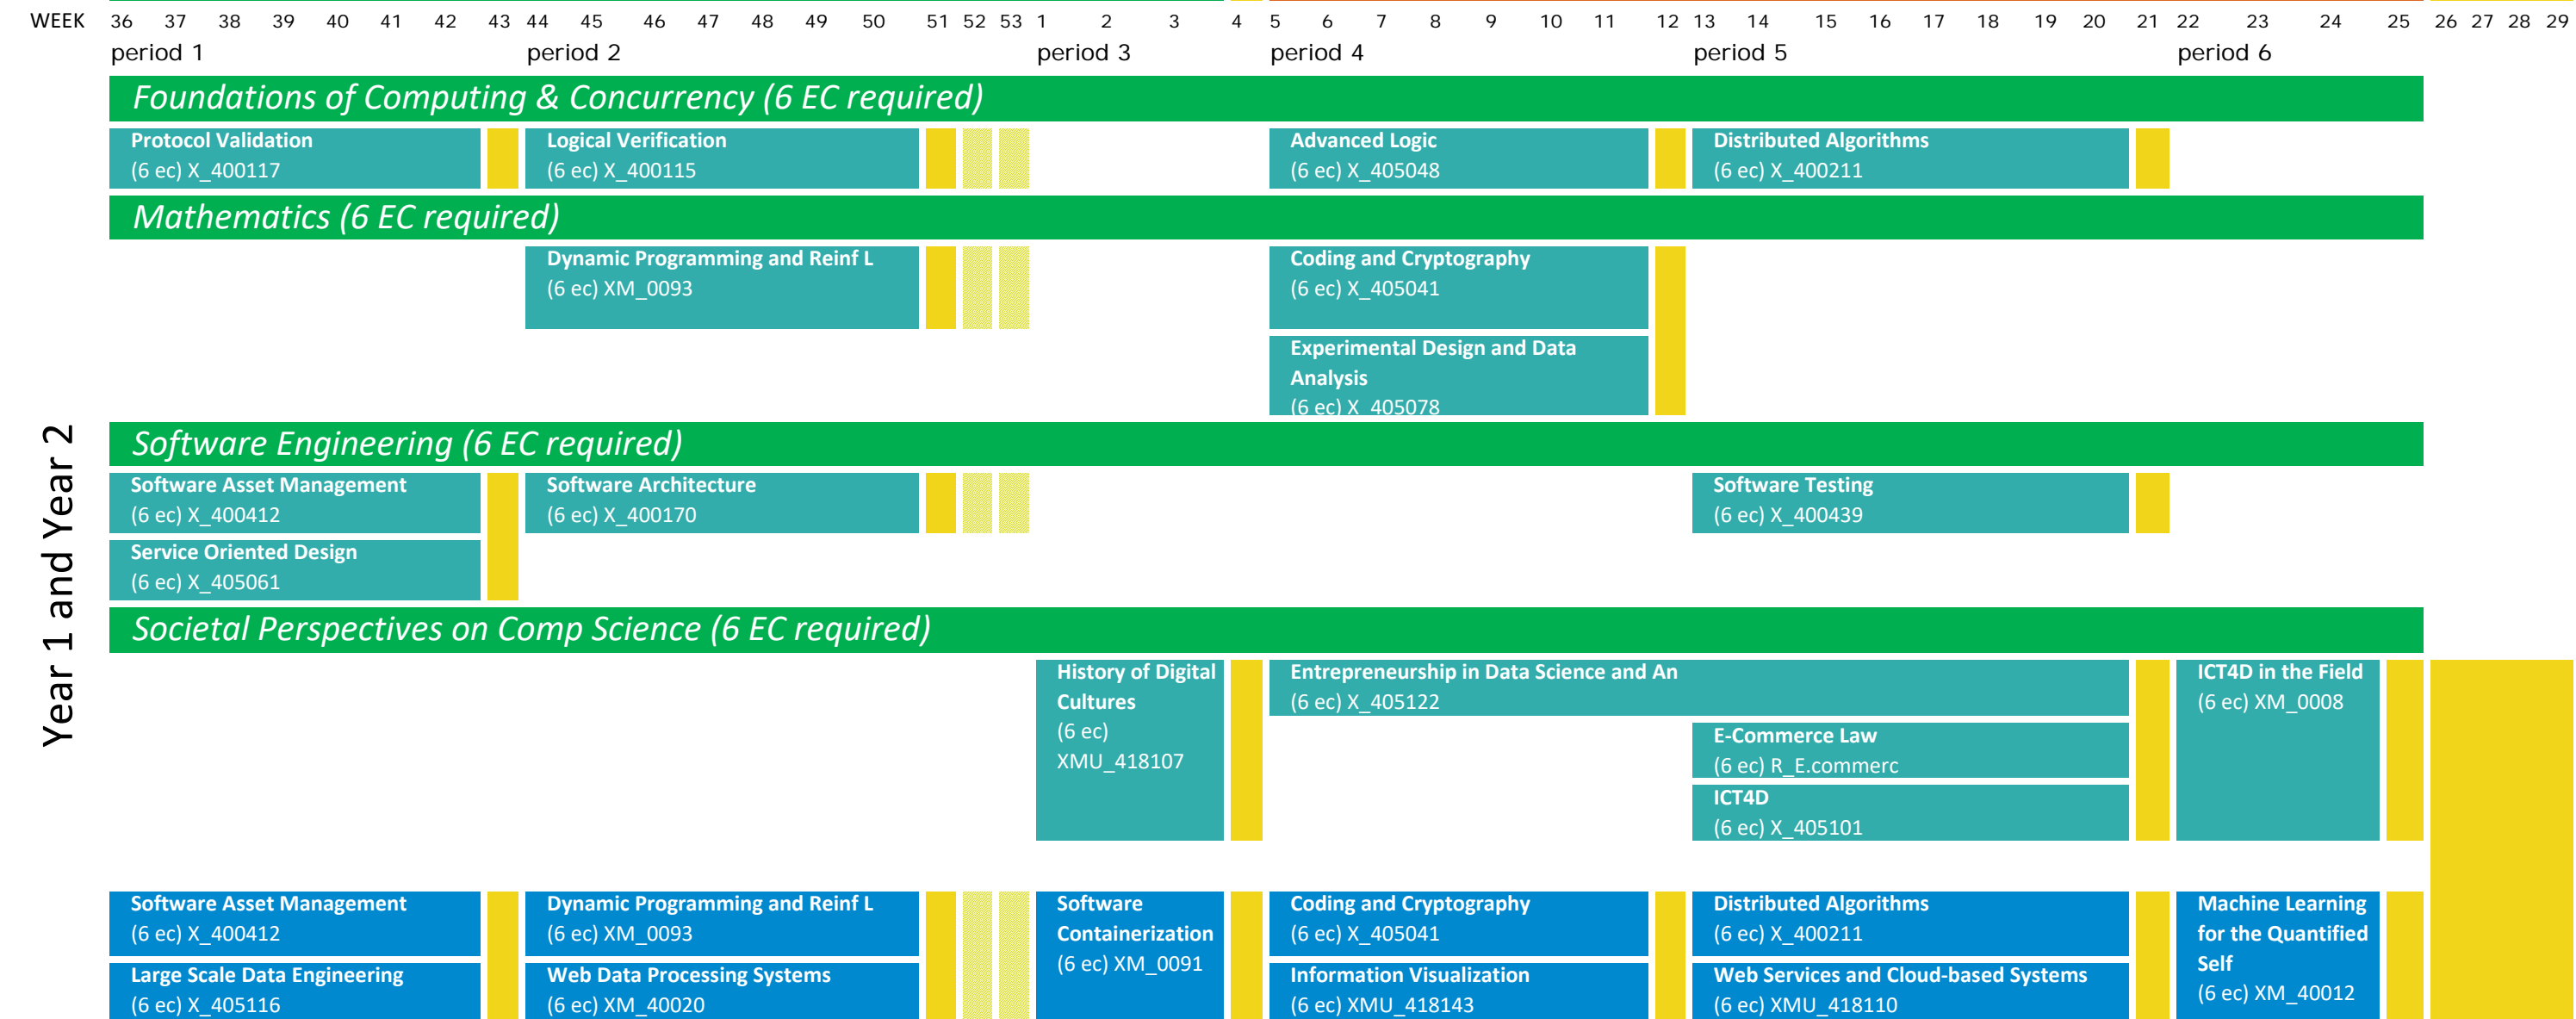 WEEK 36 37 38 39 40 41 42 43 44 45 46 47 48 49 50 51 52 53 1 2 3 4 5 6 7 8 9 10 11 12 13 14 15 16 17 18 19 20 21 22 23 24 25 26 27 28 29
period 1 period 2 period 3 period 4 period 5 period 6
Year 1 and Year 2
Foundations of Computing & Concurrency (6 EC required)
Protocol Validation
(6 ec) X_400117
Logical Verification
(6 ec) X_400115
Advanced Logic
(6 ec) X_405048
Distributed Algorithms
(6 ec) X_400211
Mathematics (6 EC required)
Dynamic Programming and Reinf L
(6 ec) XM_0093
Coding and Cryptography
(6 ec) X_405041
Experimental Design and Data
Analysis
(6 ec) X_405078
Software Engineering (6 EC required)
Software Asset Management
(6 ec) X_400412
Software Architecture
(6 ec) X_400170
Software Testing
(6 ec) X_400439
Service Oriented Design
(6 ec) X_405061
Societal Perspectives on Comp Science (6 EC required)
History of Digital
Cultures
(6 ec)
XMU_418107
Entrepreneurship in Data Science and An
(6 ec) X_405122
E-Commerce Law
(6 ec) R_E.commerc
ICT4D
(6 ec) X_405101
ICT4D in the Field
(6 ec) XM_0008
Software Asset Management
(6 ec) X_400412
Dynamic Programming and Reinf L
(6 ec) XM_0093
Software
Containerization
(6 ec) XM_0091
Coding and Cryptography
(6 ec) X_405041
Distributed Algorithms
(6 ec) X_400211
Machine Learning
for the Quantified
Self
(6 ec) XM_40012
Large Scale Data Engineering
(6 ec) X_405116
Web Data Processing Systems
(6 ec) XM_40020
Information Visualization
(6 ec) XMU_418143
Web Services and Cloud-based Systems
(6 ec) XMU_418110